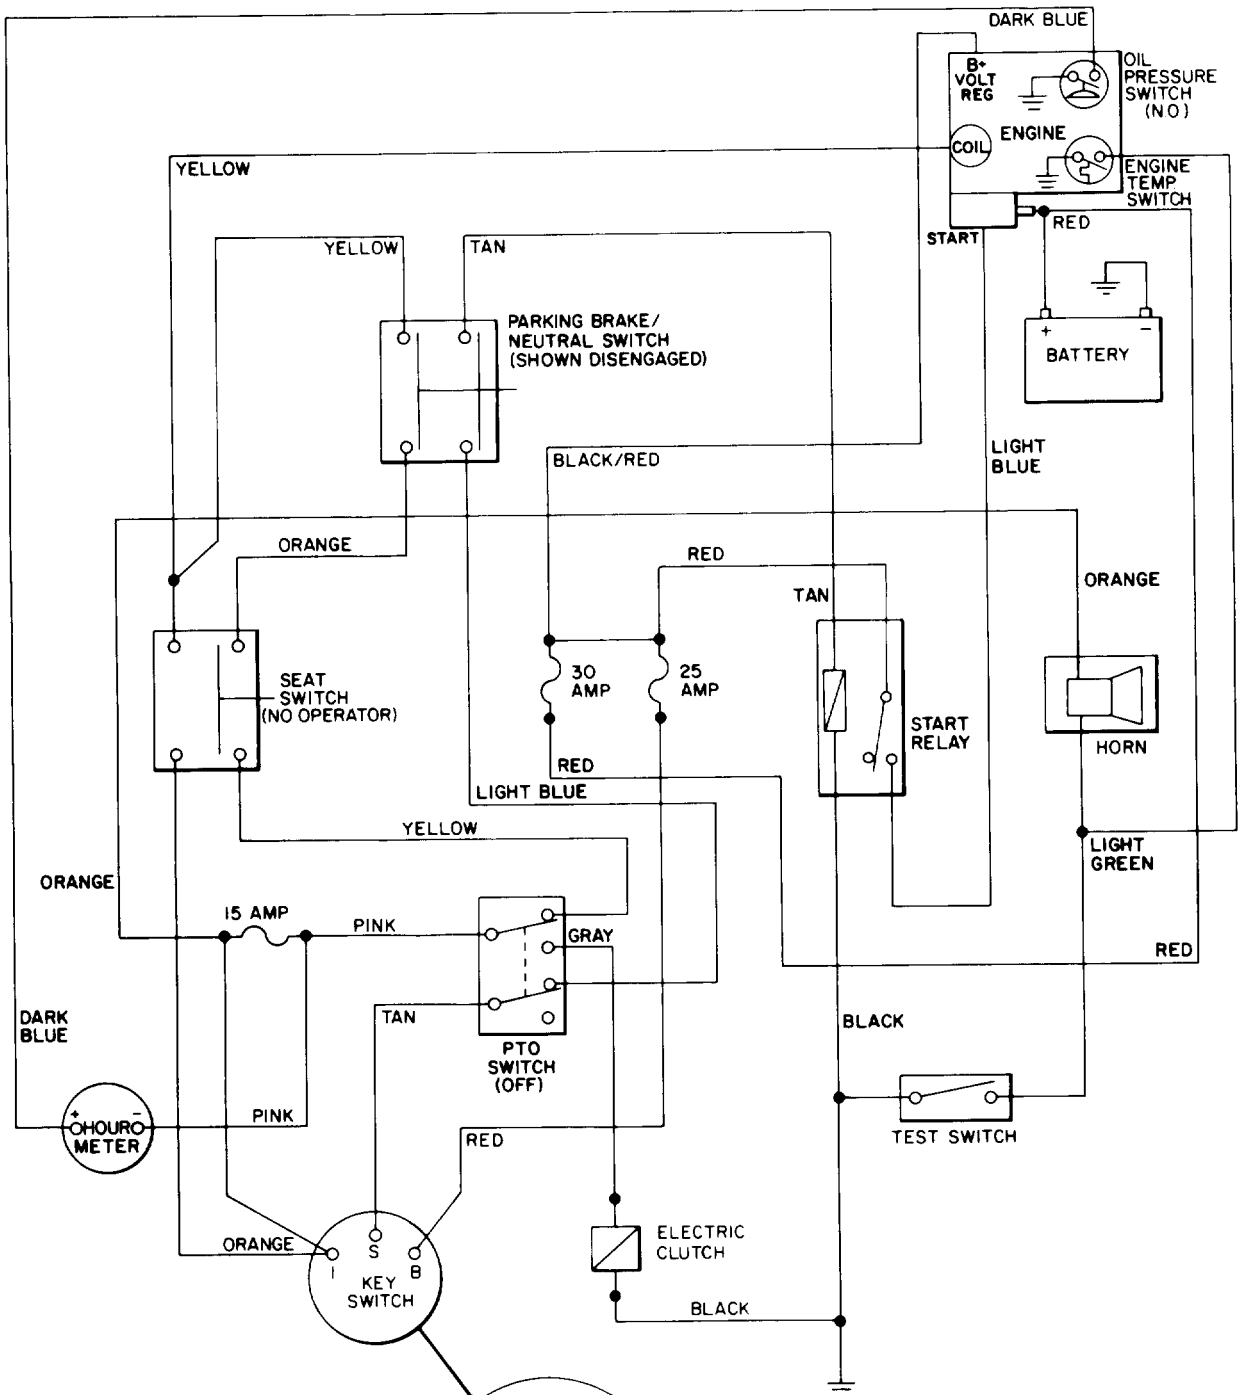 DARK BLUE
B+
VOLT
REG
OIL
PRESSURE
SWITCH
(N.O)
COIL
ENGINE
YELLOW
ENGINE
TEMP.
SWITCH
START
RED
YELLOW
TAN
PARKING BRAKE/
NEUTRAL SWITCH
(SHOWN DISENGAGED)
+
-
BATTERY
LIGHT
BLUE
BLACK/RED
ORANGE
RED
TAN
ORANGE
SEAT
SWITCH
(NO OPERATOR)
30
AMP
25
AMP
START
RELAY
HORN
RED
LIGHT BLUE
YELLOW
LIGHT
GREEN
ORANGE
15 AMP
PINK
GRAY
RED
DARK
BLUE
TAN
BLACK
PTO
SWITCH
(OFF)
+
-
HOUR
METER
PINK
RED
TEST SWITCH
ORANGE
S
I
B
KEY
SWITCH
ELECTRIC
CLUTCH
BLACK